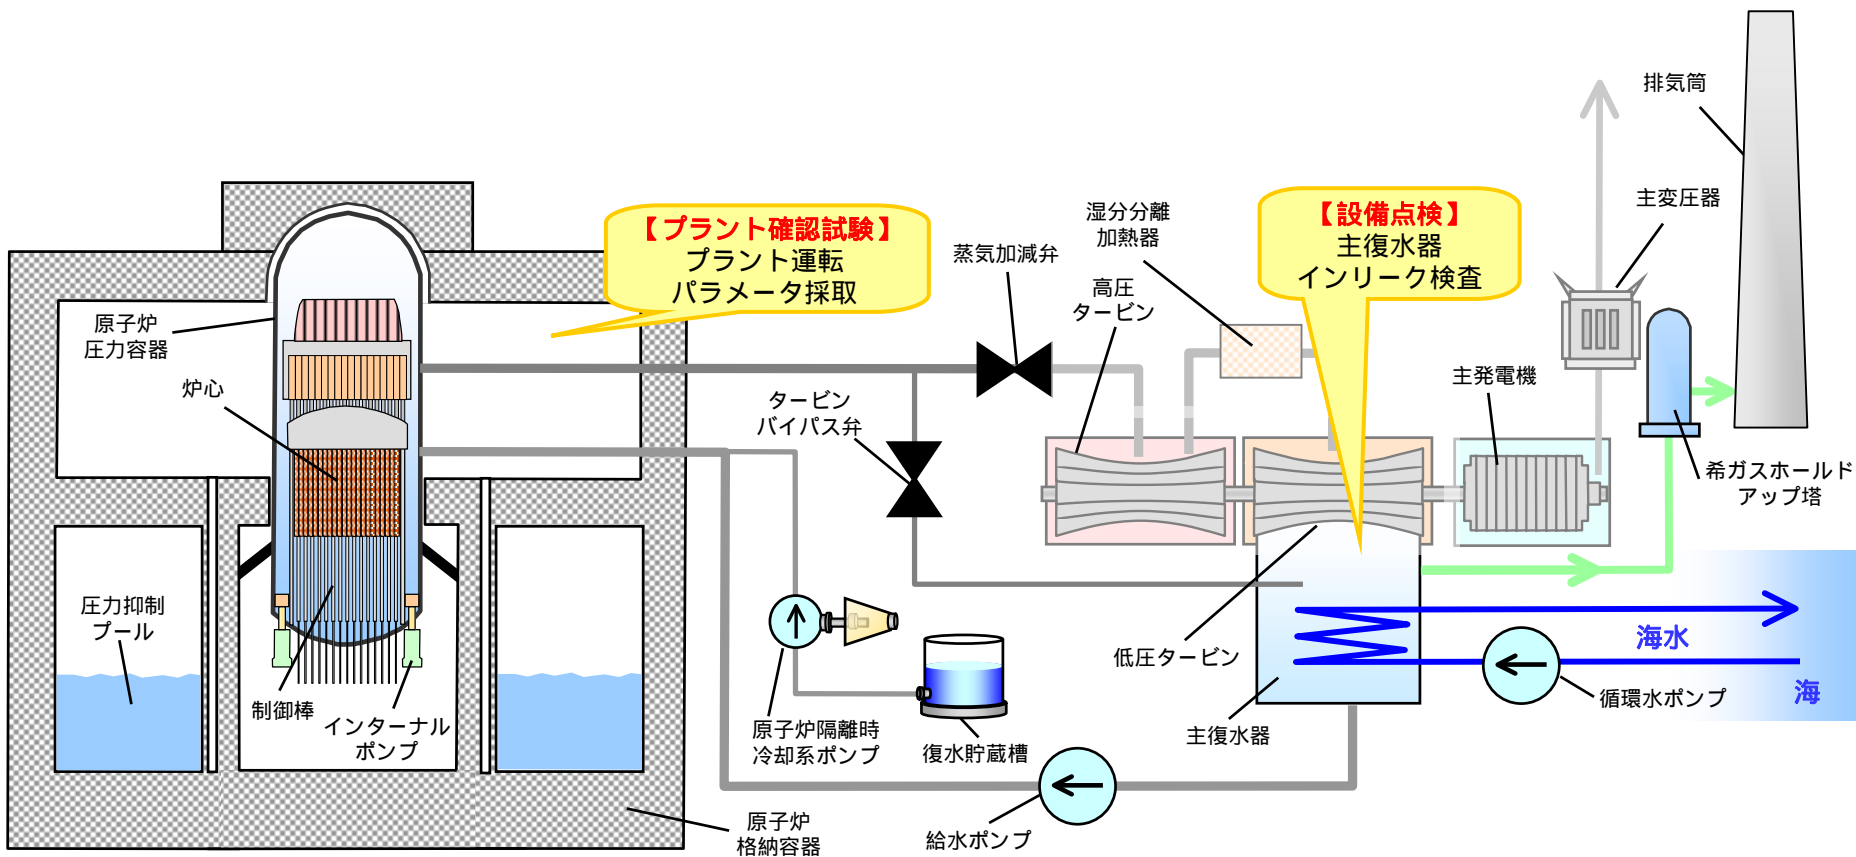 排気筒
主変圧器
【プラント確認試験】
プラント運転
パラメータ採取
蒸気加減弁
湿分分離
加熱器
【設備点検】
主復水器
インリーク検査
高圧
タービン
原子炉
圧力容器
炉心
タービン
バイパス弁
主発電機
希ガスホールド
アップ塔
圧力抑制
プール
制御棒
インターナル
ポンプ
原子炉隔離時
冷却系ポンプ
復水貯蔵槽
低圧タービン
主復水器
海水
海
循環水ポンプ
給水ポンプ
原子炉
格納容器